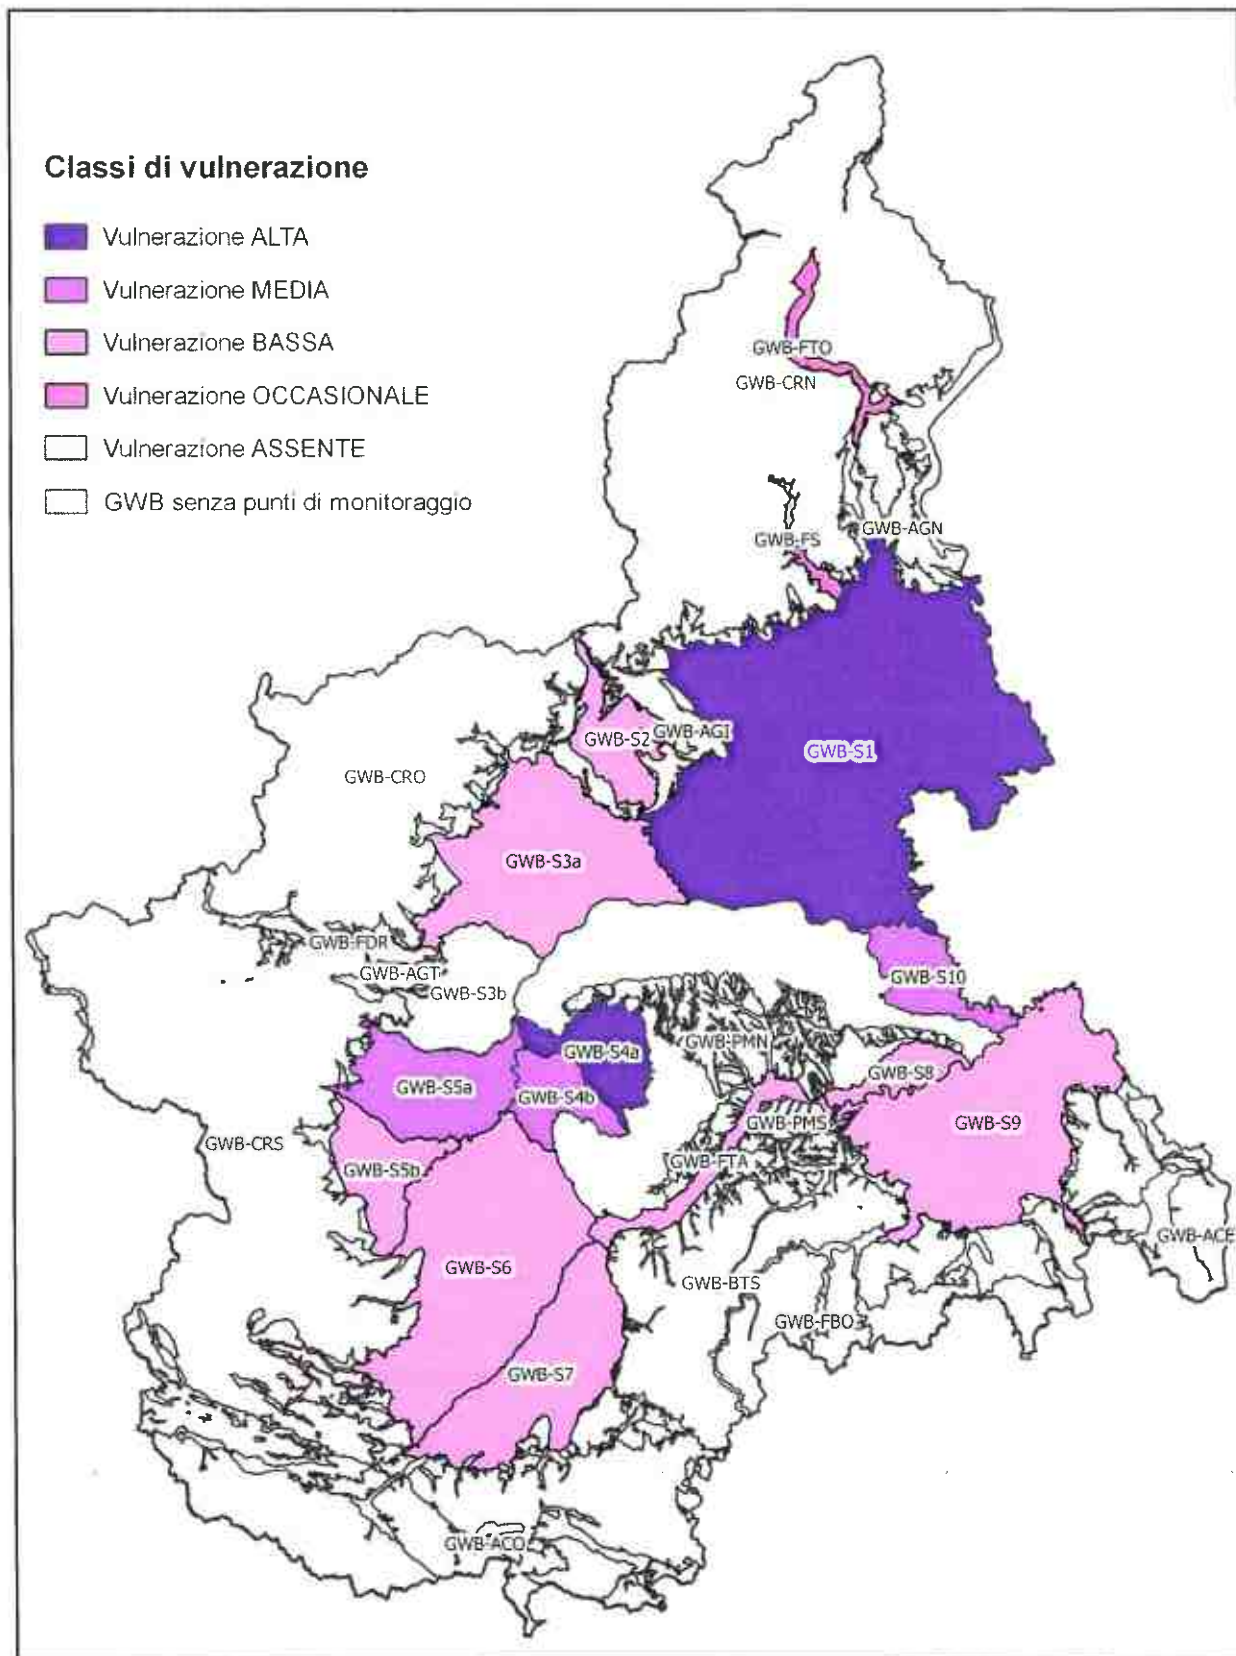 Classi di vulnerazione
Vulnerazione ALTA
Vulnerazione MEDIA
Vulnerazione BASSA
Vulnerazione OCCASIONALE
Vulnerazione ASSENTE
GWB senza punti di monitoraggio
GWB-FTO
GWB-CRN
GWB-AGN
GWB-FS
GWB-S2
GWB-AGI
GWB-S1
GWB-CRO
GWB-S3a
GWB-FDR
GWB-AGT
GWB-S3b
GWB-S10
GWB-PMN
GWB-S4a
GWB-S8
GWB-S5a
GWB-S4b
GWB-PMS
GWB-S9
GWB-CRS
GWB-S5b
GWB-FTA
GWB-ACE
GWB-S6
GWB-BTS
GWB-FBO
GWB-S7
GWB-ACO